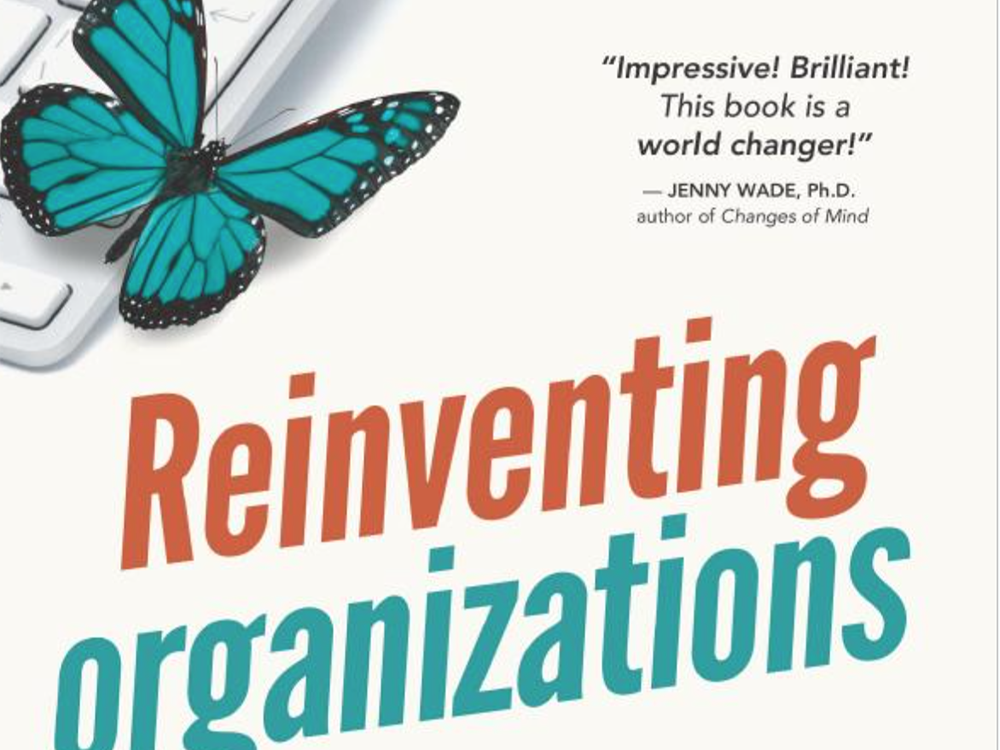 “Impressive! Brilliant!
This book is a
world changer!”
— JENNY WADE, Ph.D.
author of Changes of Mind
Reinventing
organizations